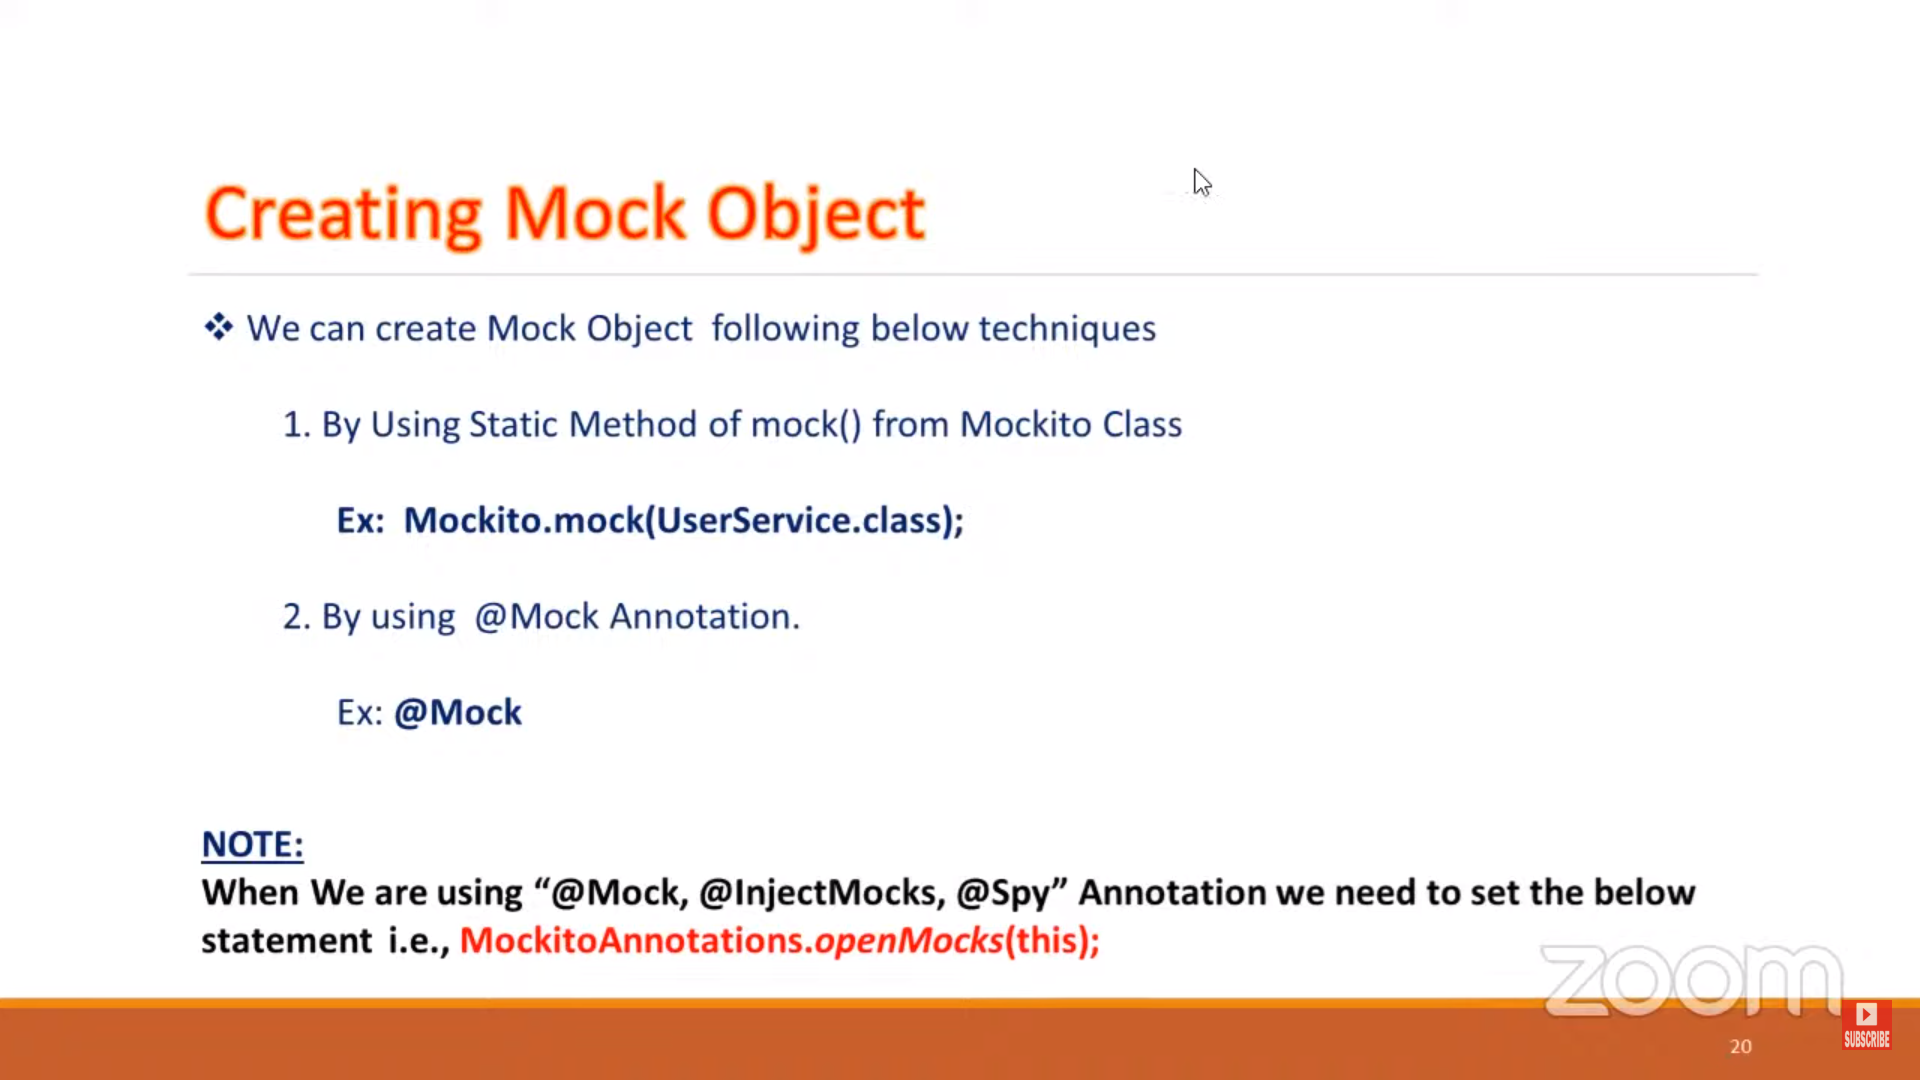 Creating Mock Object
❖ We can create Mock Object following below techniques
1. By Using Static Method of mock() from Mockito Class
Ex: Mockito.mock(UserService.class);
2. By using @Mock Annotation.
Ex: @Mock
NOTE:
When We are using “@Mock, @InjectMocks, @Spy” Annotation we need to set the below
statement i.e., MockitoAnnotations.openMocks(this);
zoom
SUBSCRIBE
20